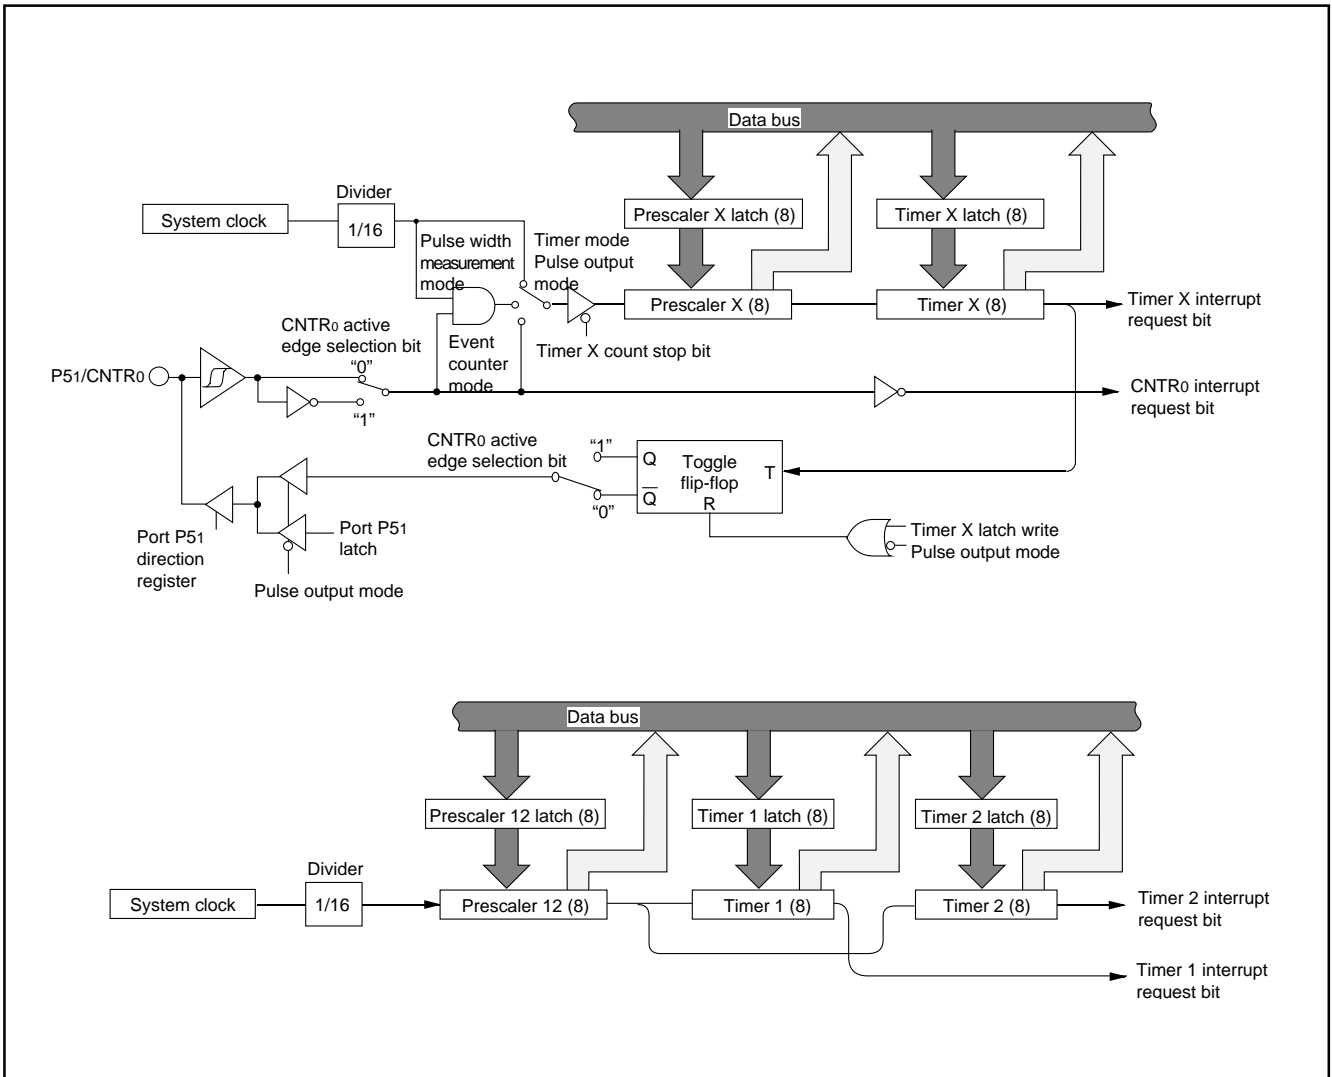 Data bus
Prescaler X latch (8)
Timer X latch (8)
Divider
System clock
1/16
Pulse width
measurement
mode
Timer mode
Pulse output
mode
Prescaler X (8)
Timer X (8)
Timer X interrupt
request bit
CNTR0 active
edge selection bit
Event
counter
mode
Timer X count stop bit
P51/CNTR0
“0”
“1”
CNTR0 interrupt
request bit
CNTR0 active
edge selection bit
“1”
“0”
Q
Toggle
flip-flop
T
Q̅
R
Port P51
direction
register
Port P51
latch
Pulse output mode
Timer X latch write
Pulse output mode
Data bus
Prescaler 12 latch (8)
Timer 1 latch (8)
Timer 2 latch (8)
Divider
System clock
1/16
Prescaler 12 (8)
Timer 1 (8)
Timer 2 (8)
Timer 2 interrupt
request bit
Timer 1 interrupt
request bit